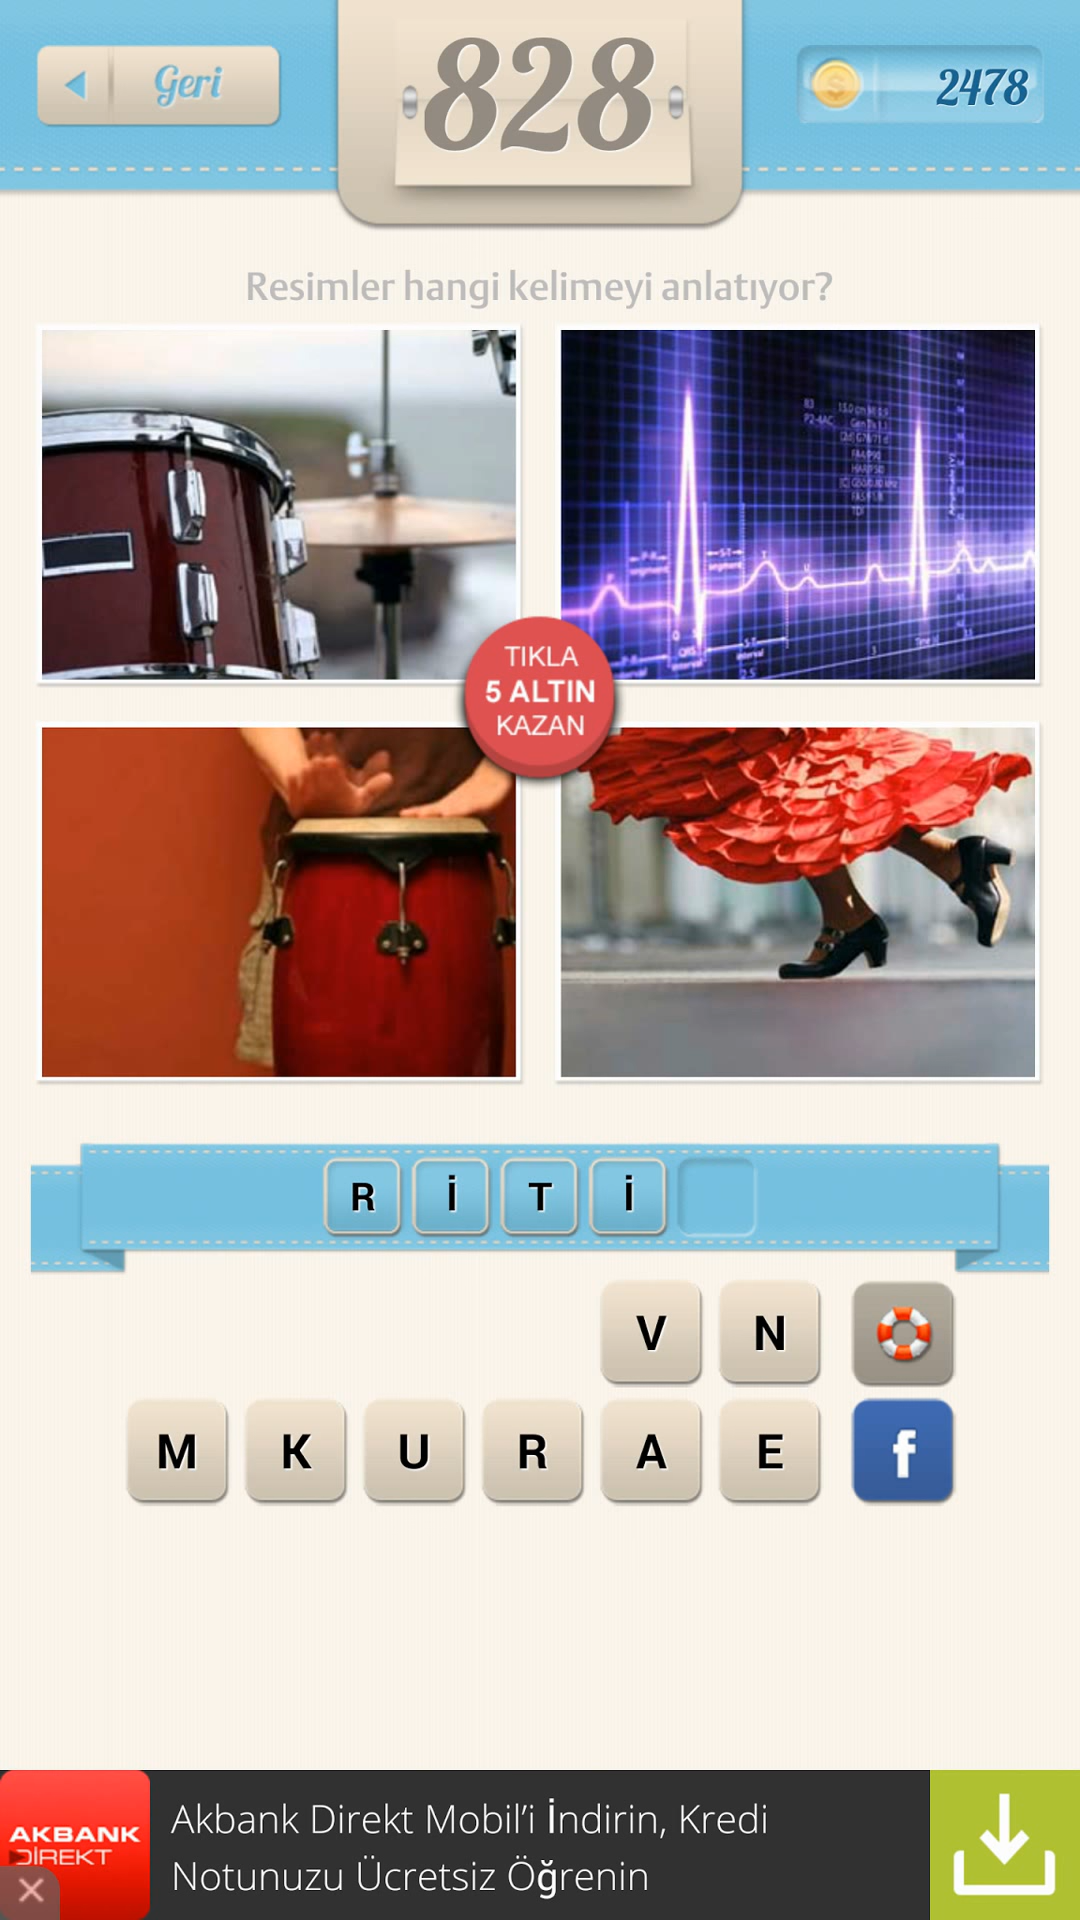 Geri
828
2478
Resimler hangi kelimeyi anlatıyor?
TIKLA
5 ALTIN
KAZAN
R İ T İ
V N
M K U R A E f
AKBANK
DİREKT
Akbank Direkt Mobil'i İndirin, Kredi
Notunuzu Ücretsiz Öğrenin